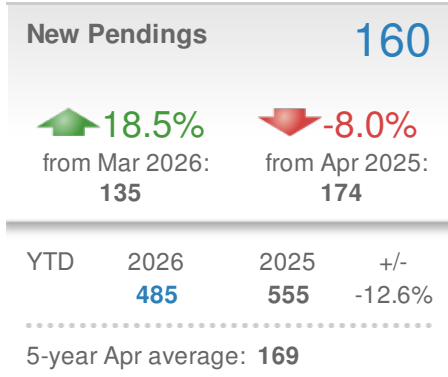 New Pendings 160
18.5% -8.0%
from Mar 2026: from Apr 2025:
135 174
YTD 2026 2025 +/-
485 555 -12.6%
5-year Apr average: 169